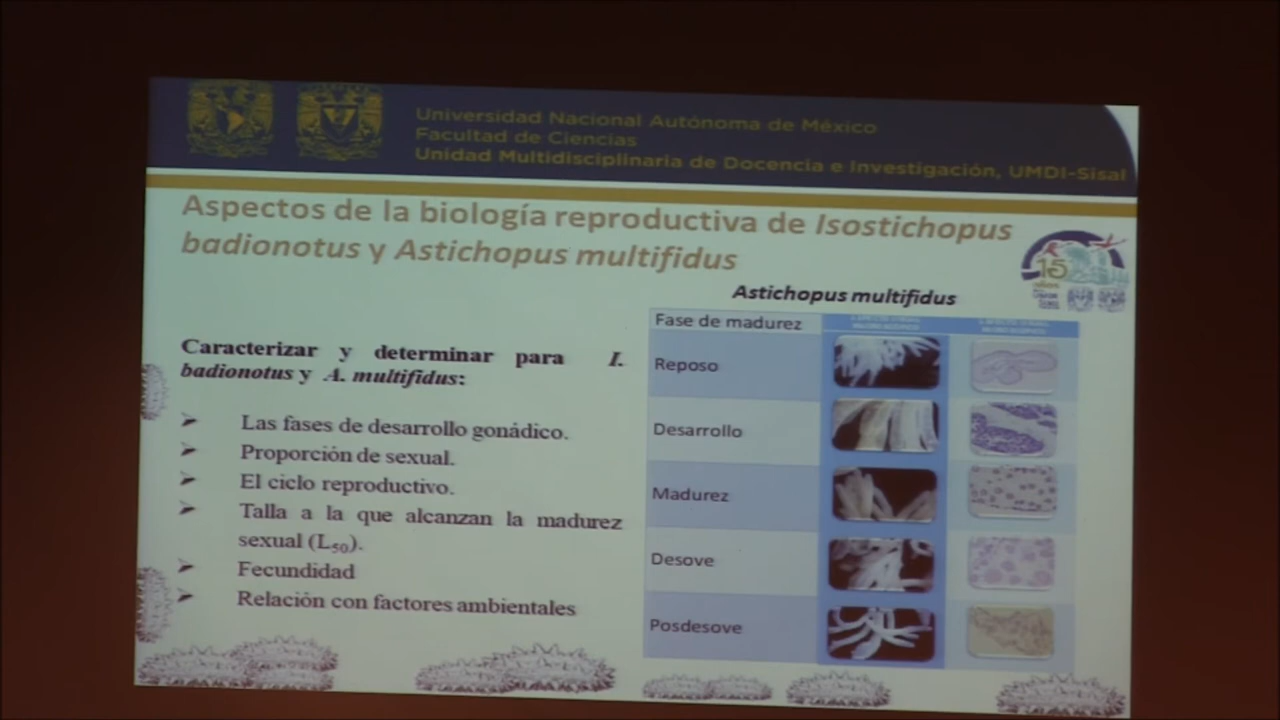 Universidad Nacional Autónoma de México
Facultad de Ciencias
Unidad Multidisciplinaria de Docencia e Investigación, UMDI-Sisal
Aspectos de la biología reproductiva de Isostichopus
badionotus y Astichopus multifidus
15
años
Astichopus multifidus
Caracterizar y determinar para I.
badionotus y A. multifidus:
➢ Las fases de desarrollo gonádico.
➢ Proporción de sexual.
➢ El ciclo reproductivo.
➢ Talla a la que alcanzan la madurez
sexual (L50).
➢ Fecundidad
➢ Relación con factores ambientales
Fase de madurez
Reposo
Desarrollo
Madurez
Desove
Posdesove